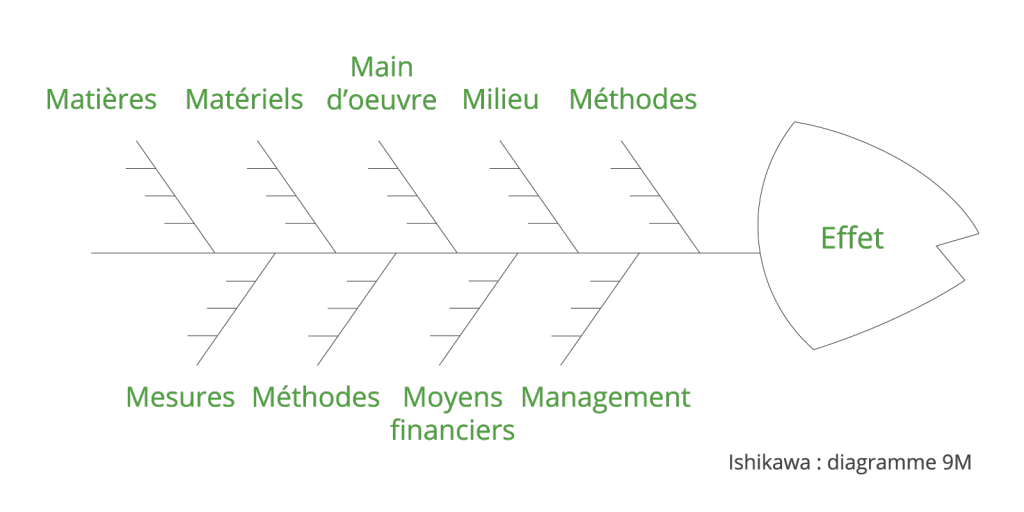 Matières Matériels Main d’oeuvre Milieu Méthodes
Effet
Mesures Méthodes Moyens financiers Management
Ishikawa : diagramme 9M